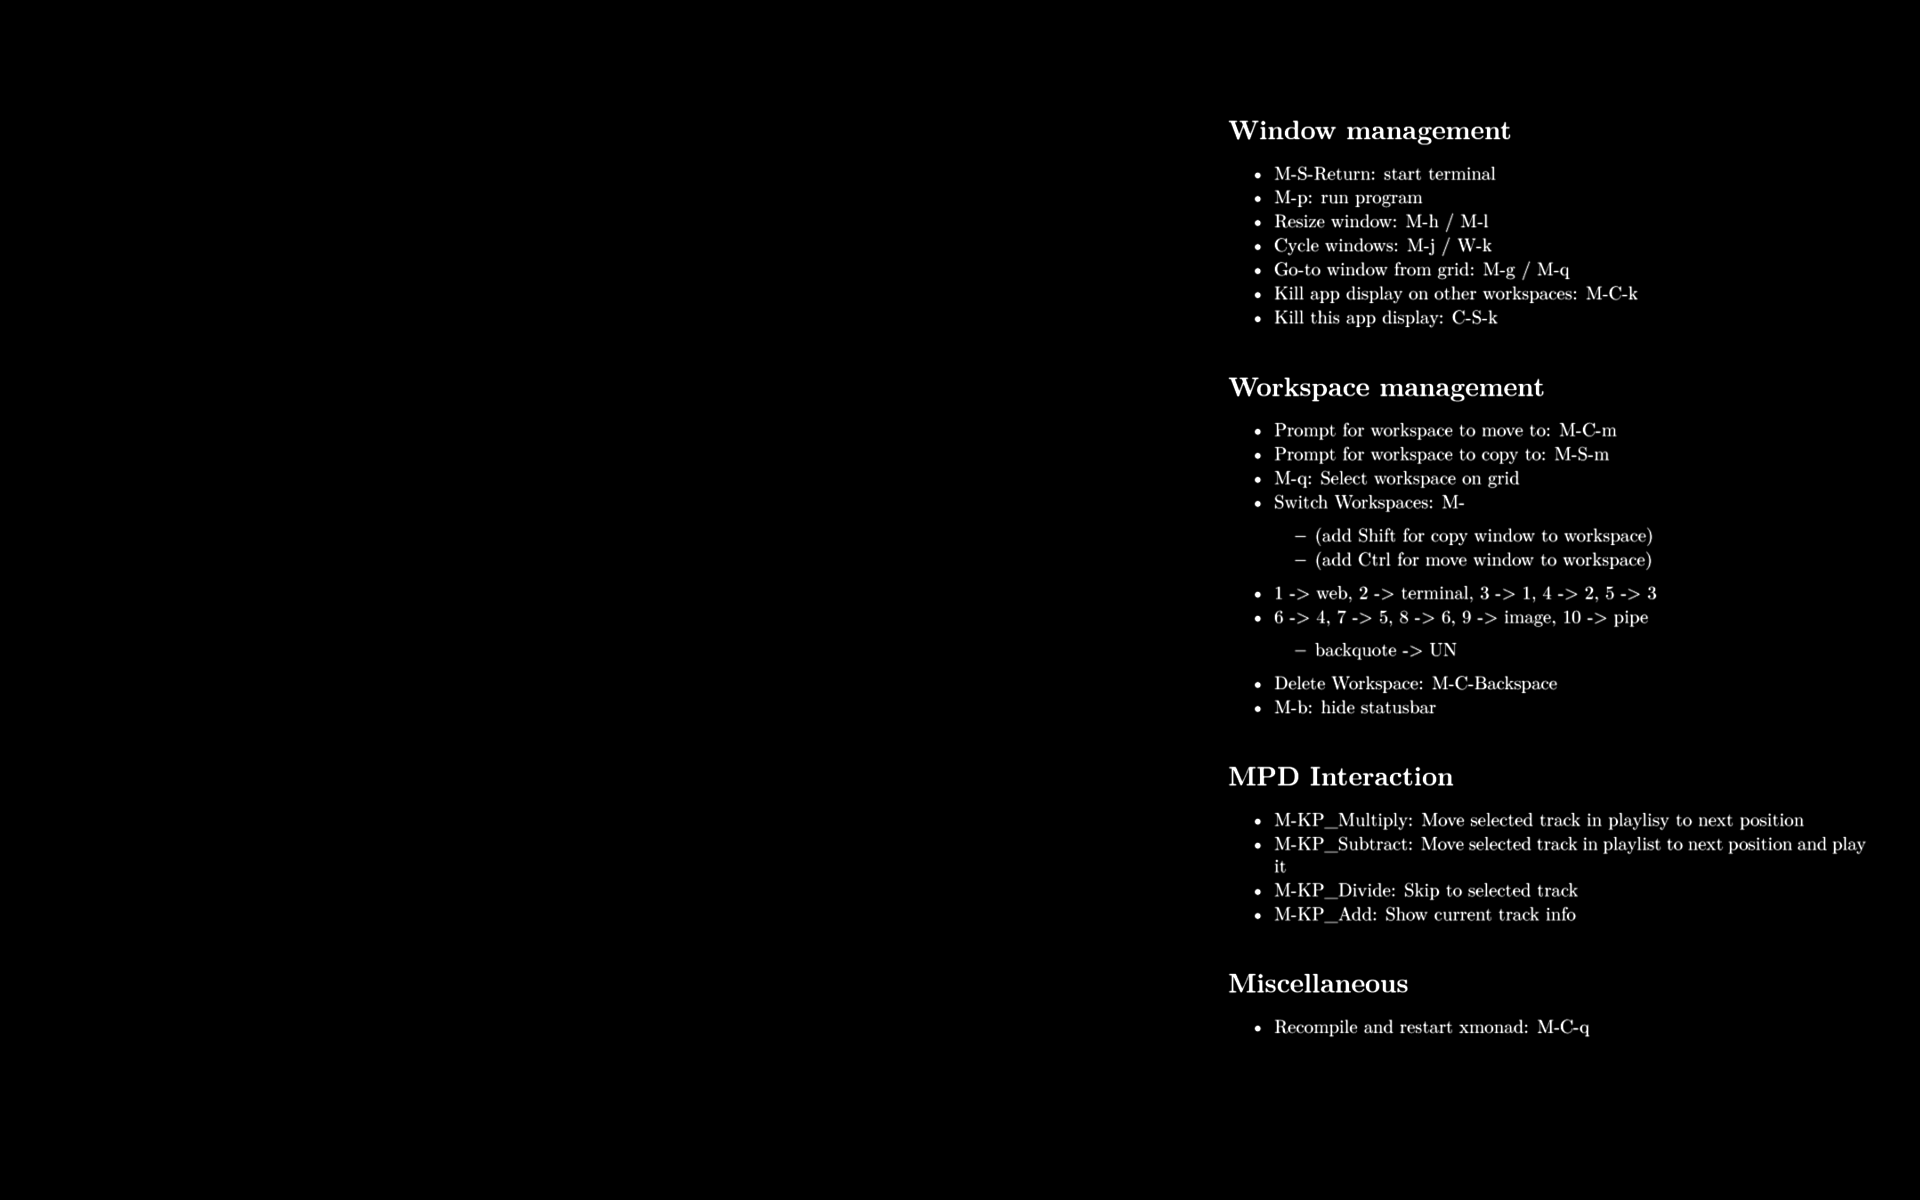 Window management
• M-S-Return: start terminal
• M-p: run program
• Resize window: M-h / M-l
• Cycle windows: M-j / W-k
• Go-to window from grid: M-g / M-q
• Kill app display on other workspaces: M-C-k
• Kill this app display: C-S-k
Workspace management
• Prompt for workspace to move to: M-C-m
• Prompt for workspace to copy to: M-S-m
• M-q: Select workspace on grid
• Switch Workspaces: M-
– (add Shift for copy window to workspace)
– (add Ctrl for move window to workspace)
• 1 -> web, 2 -> terminal, 3 -> 1, 4 -> 2, 5 -> 3
• 6 -> 4, 7 -> 5, 8 -> 6, 9 -> image, 10 -> pipe
– backquote -> UN
• Delete Workspace: M-C-Backspace
• M-b: hide statusbar
MPD Interaction
• M-KP_Multiply: Move selected track in playlisy to next position
• M-KP_Subtract: Move selected track in playlist to next position and play
it
• M-KP_Divide: Skip to selected track
• M-KP_Add: Show current track info
Miscellaneous
• Recompile and restart xmonad: M-C-q